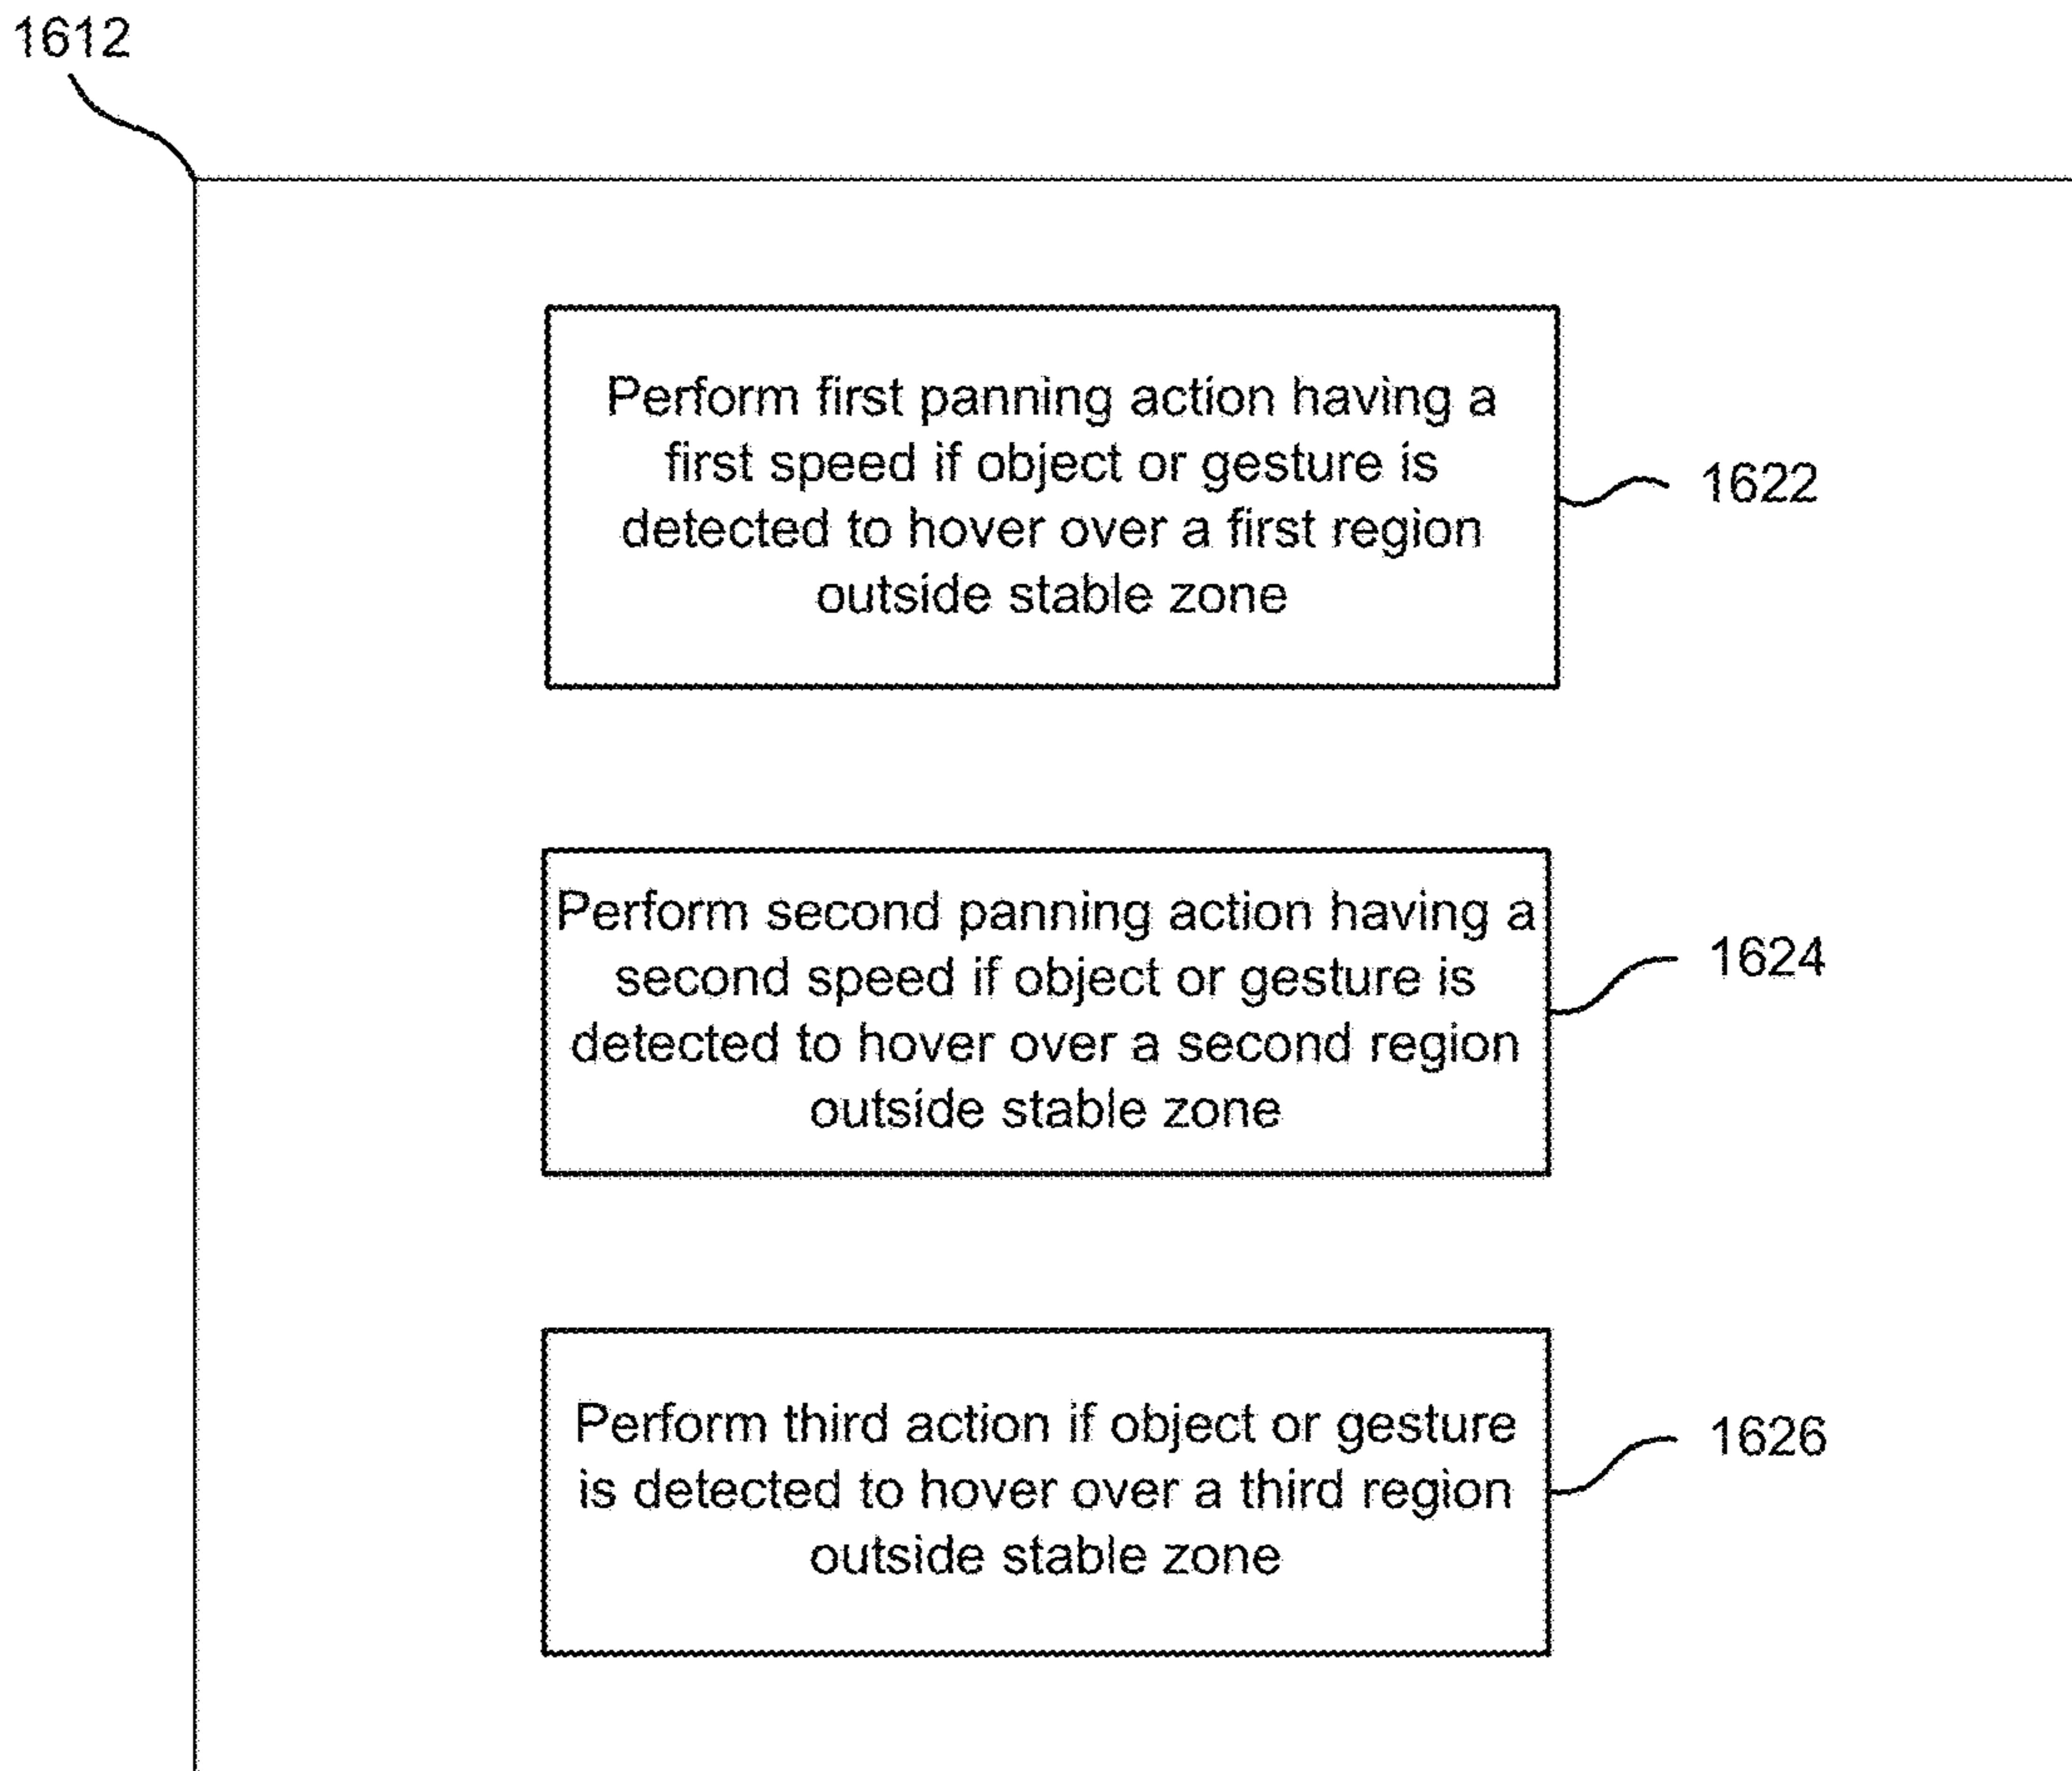 1612
Perform first panning action having a
first speed if object or gesture is
detected to hover over a first region
outside stable zone
1622
Perform second panning action having a
second speed if object or gesture is
detected to hover over a second region
outside stable zone
1624
Perform third action if object or gesture
is detected to hover over a third region
outside stable zone
1626